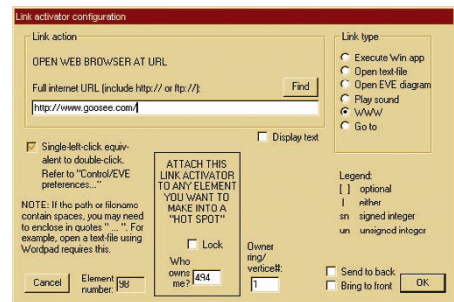 Link activator configuration
Link action
OPEN WEB BROWSER AT URL
Full internet URL (include http:// or ftp://):
Find
http://www.goosee.com/
Display text
Single-left-click equiv-
alent to double-click.
Refer to "Control/EVE
preferences..."
NOTE: If the path or filename
contain spaces, you may need
to enclose in quotes " ... ". For
example, open a text-file using
Wordpad requires this.
Cancel
Element
number:
98
ATTACH THIS
LINK ACTIVATOR
TO ANY ELEMENT
YOU WANT TO
MAKE INTO A
"HOT SPOT"
Lock
Who
owns
me?
494
Owner
ring/
vertice#:
1
Link type
Execute Win app
Open text-file
Open EVE diagram
Play sound
WWW
Go to
Legend:
[ ] optional
| either
sn signed integer
un unsigned integer
Send to back
Bring to front
OK